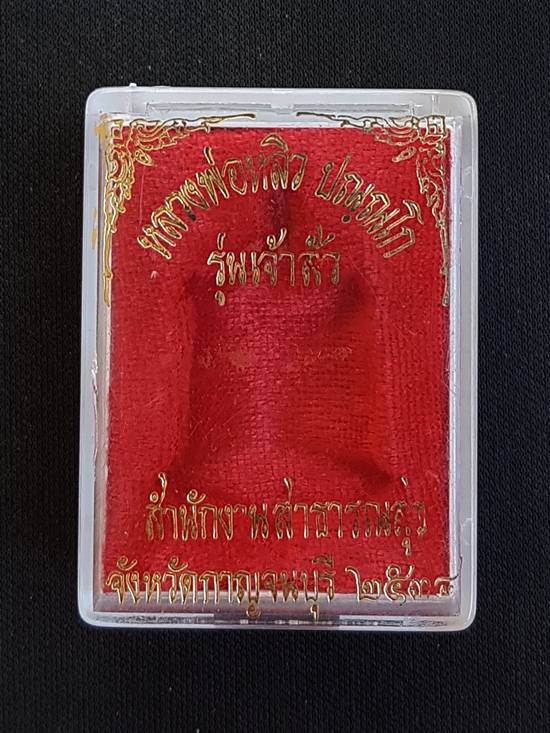 หลวงพ่อหลิว ปณฺณโก
รุ่นเจ้าสัว
สำนักงานสาธารณสุข
จังหวัดกาญจนบุรี ๒๕๓๔